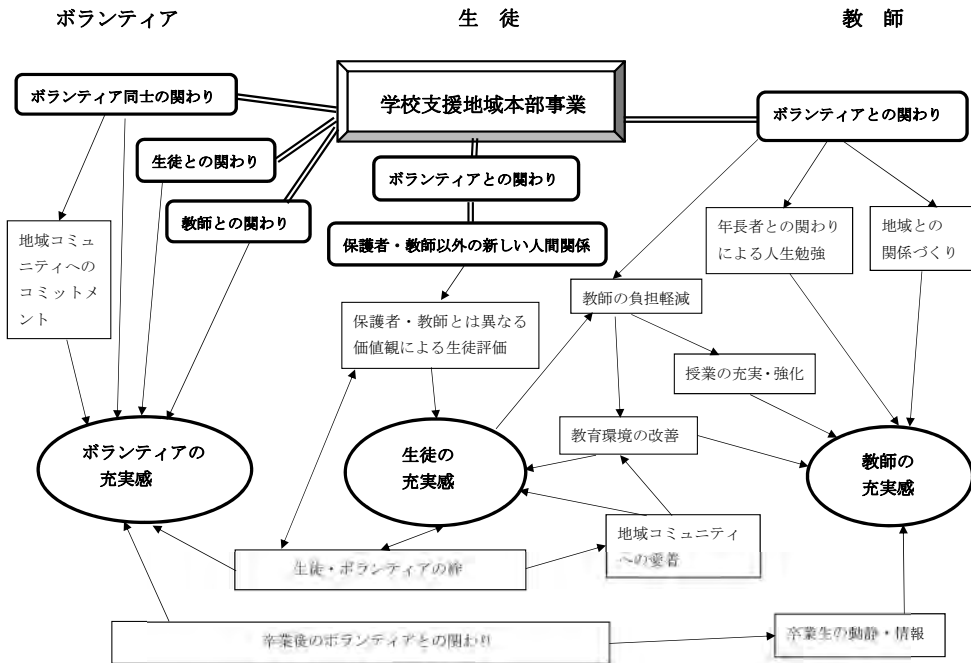 ボランティア
生　徒
教　師
学校支援地域本部事業
ボランティア同士の関わり
ボランティアとの関わり
生徒との関わり
ボランティアとの関わり
教師との関わり
保護者・教師以外の新しい人間関係
地域コミュ
ニティへの
コミットメ
ント
年長者との関わり
による人生勉強
地域との
関係づくり
教師の負担軽減
保護者・教師とは異なる
価値観による生徒評価
授業の充実・強化
教育環境の改善
ボランティアの
充実感
生徒の
充実感
教師の
充実感
地域コミュニティ
への愛着
生徒・ボランティアの絆
卒業後のボランティアとの関わり
卒業生の動静・情報